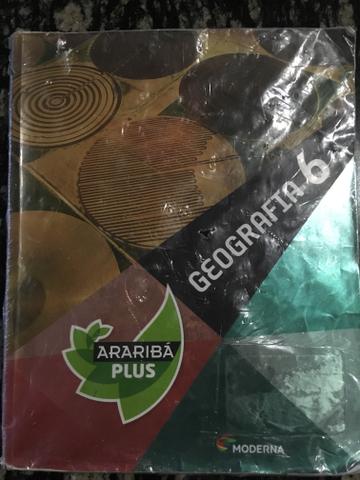 GEOGRAFIA 6
ARARIBÁ
PLUS
MODERNA